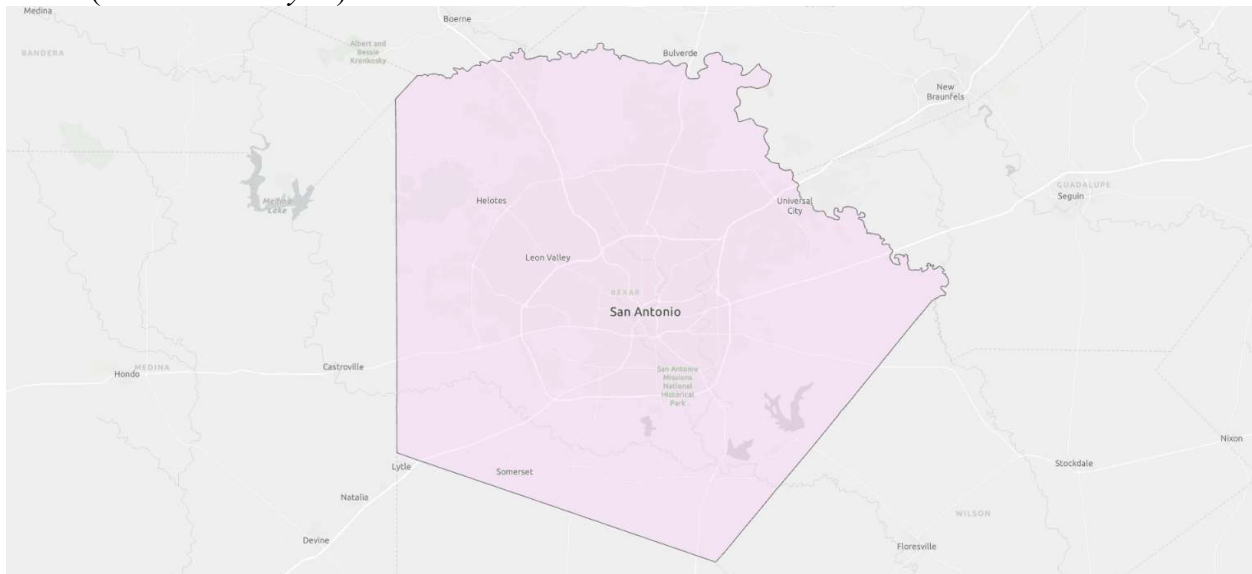 Medina
Boerne
BANDERA
Albert and
Bessie
Kronkosky
Bulverde
New
Braunfels
Medina
Lake
Helotes
Universal
City
GUADALUPE
Seguin
Leon Valley
BEXAR
San Antonio
San Antonio
Missions
National
Historical
Park
Castroville
MEDINA
Hondo
Lytle
Somerset
Natalia
Devine
Nixon
Stockdale
WILSON
Floresville